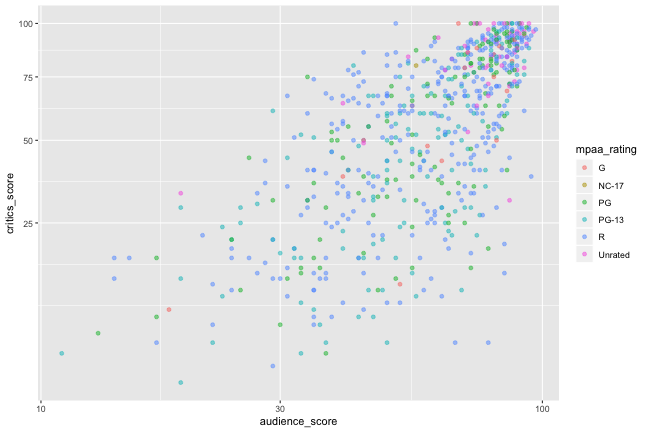 100
75
50
25
critics_score
10
30
100
audience_score
mpaa_rating
G
NC-17
PG
PG-13
R
Unrated